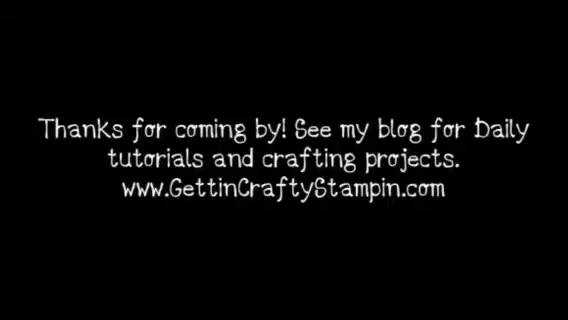 Thanks for coming by! See my blog for Daily
tutorials and crafting projects.
www.GettinCraftyStampin.com